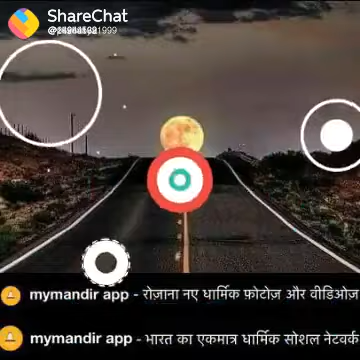 ShareChat
mymandir app - रोज़ाना नए धार्मिक फ़ोटोज़ और वीडिओज़
mymandir app - भारत का एकमात्र धार्मिक सोशल नेटवर्क